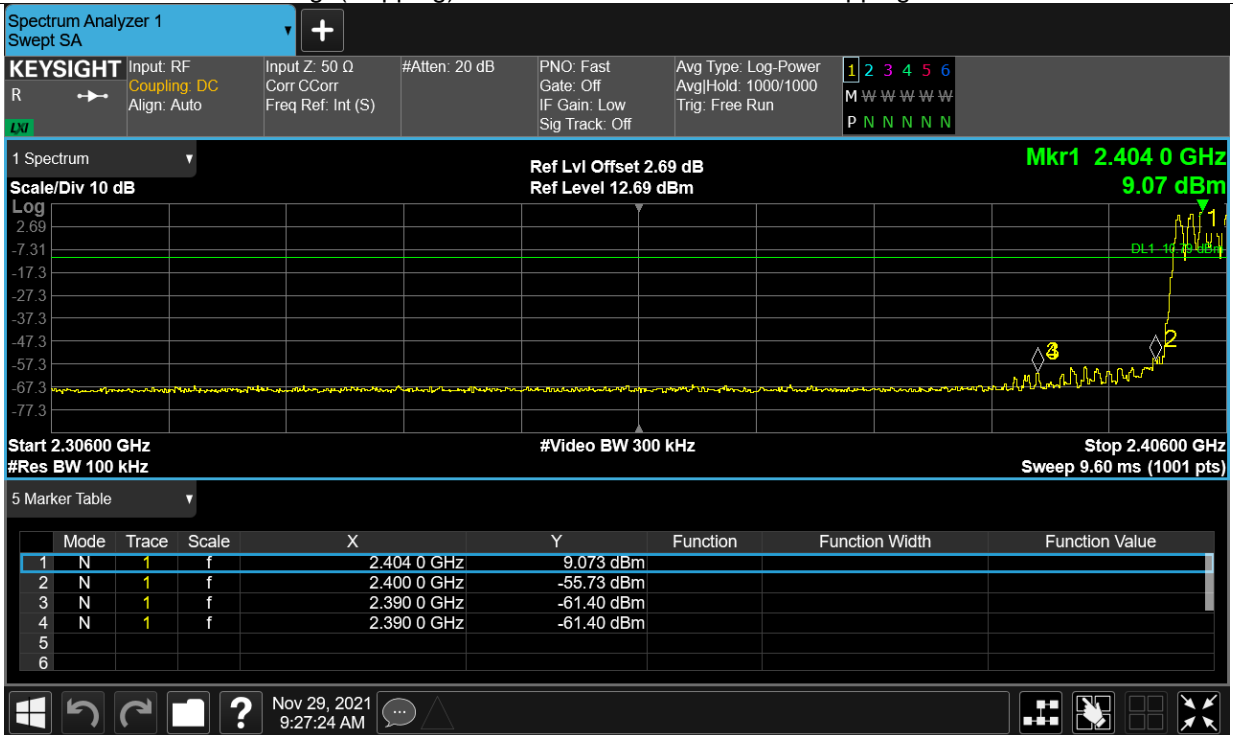 Spectrum Analyzer 1
Swept SA
KEYSIGHT
R
LXI
Input: RF
Coupling: DC
Align: Auto
Input Z: 50 Ω
Corr CCorr
Freq Ref: Int (S)
#Atten: 20 dB
PNO: Fast
Gate: Off
IF Gain: Low
Sig Track: Off
Avg Type: Log-Power
Avg|Hold: 1000/1000
Trig: Free Run
1 2 3 4 5 6
M W W W W W
P N N N N N
1 Spectrum
Scale/Div 10 dB
Ref Lvl Offset 2.69 dB
Ref Level 12.69 dBm
Mkr1 2.404 0 GHz
9.07 dBm
Log
2.69
-7.31
-17.3
-27.3
-37.3
-47.3
-57.3
-67.3
-77.3
1
2
Start 2.30600 GHz
#Res BW 100 kHz
#Video BW 300 kHz
Stop 2.40600 GHz
Sweep 9.60 ms (1001 pts)
5 Marker Table
Mode Trace Scale X Y Function Function Width Function Value
1 N 1 f 2.404 0 GHz 9.073 dBm
2 N 1 f 2.400 0 GHz -55.73 dBm
3 N 1 f 2.390 0 GHz -61.40 dBm
4 N 1 f 2.390 0 GHz -61.40 dBm
5
6
?
Nov 29, 2021
9:27:24 AM